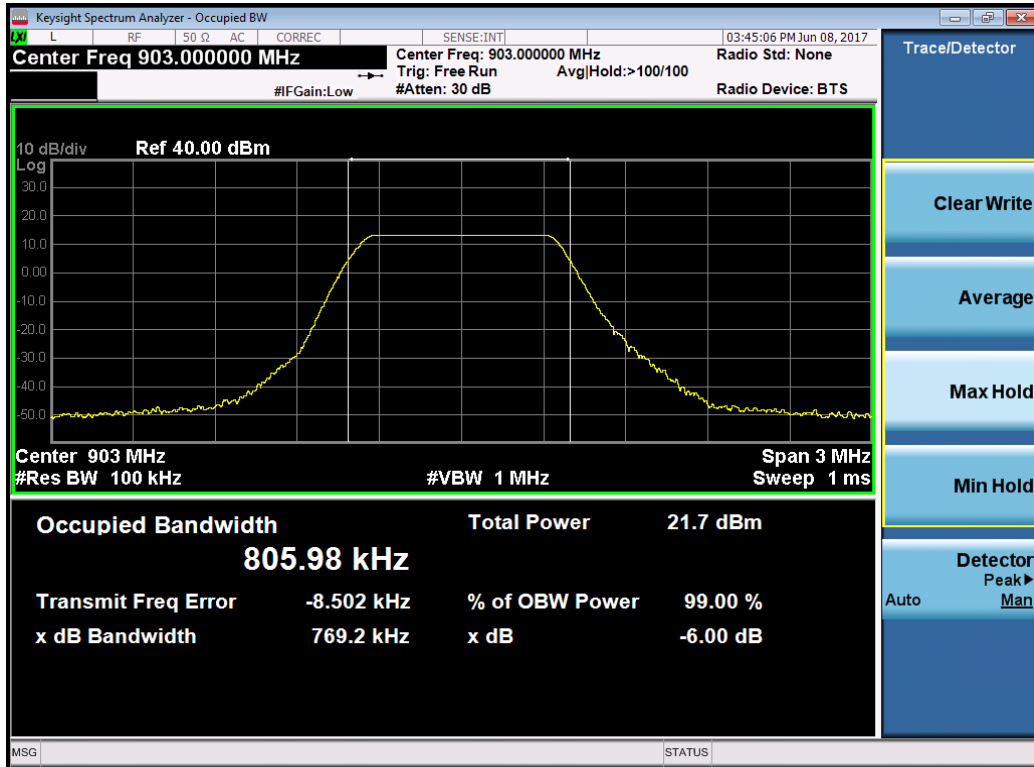 Keysight Spectrum Analyzer - Occupied BW
LXI L RF 50 Ω AC CORREC SENSE:INT 03:45:06 PM Jun 08, 2017
Center Freq 903.000000 MHz
Center Freq: 903.000000 MHz Radio Std: None
Trig: Free Run Avg|Hold:>100/100
#IFGain:Low #Atten: 30 dB Radio Device: BTS
10 dB/div Ref 40.00 dBm
Log
30.0
20.0
10.0
0.00
-10.0
-20.0
-30.0
-40.0
-50.0
Center 903 MHz Span 3 MHz
#Res BW 100 kHz #VBW 1 MHz Sweep 1 ms
Occupied Bandwidth Total Power 21.7 dBm
805.98 kHz
Transmit Freq Error -8.502 kHz % of OBW Power 99.00 %
x dB Bandwidth 769.2 kHz x dB -6.00 dB
MSG STATUS
Trace/Detector
Clear Write
Average
Max Hold
Min Hold
Detector
Peak▶
Auto Man